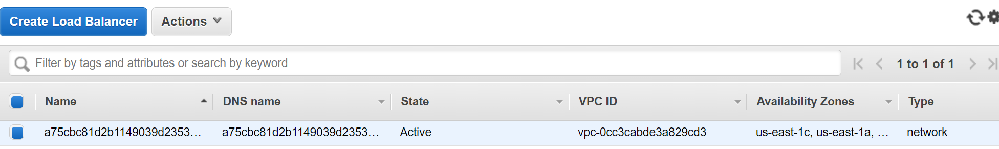 Create Load Balancer Actions
Filter by tags and attributes or search by keyword 1 to 1 of 1
Name DNS name State VPC ID Availability Zones Type
a75cbc81d2b1149039d2353... a75cbc81d2b1149039d2353... Active vpc-0cc3cabde3a829cd3 us-east-1c, us-east-1a, ... network